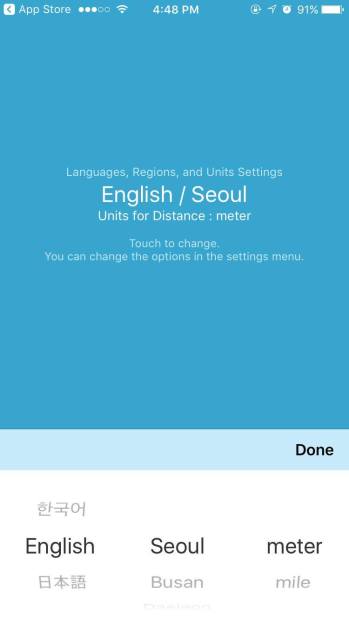 App Store 4:48 PM 91%
Languages, Regions, and Units Settings
English / Seoul
Units for Distance : meter
Touch to change.
You can change the options in the settings menu.
Done
한국어
English Seoul meter
日本語 Busan mile